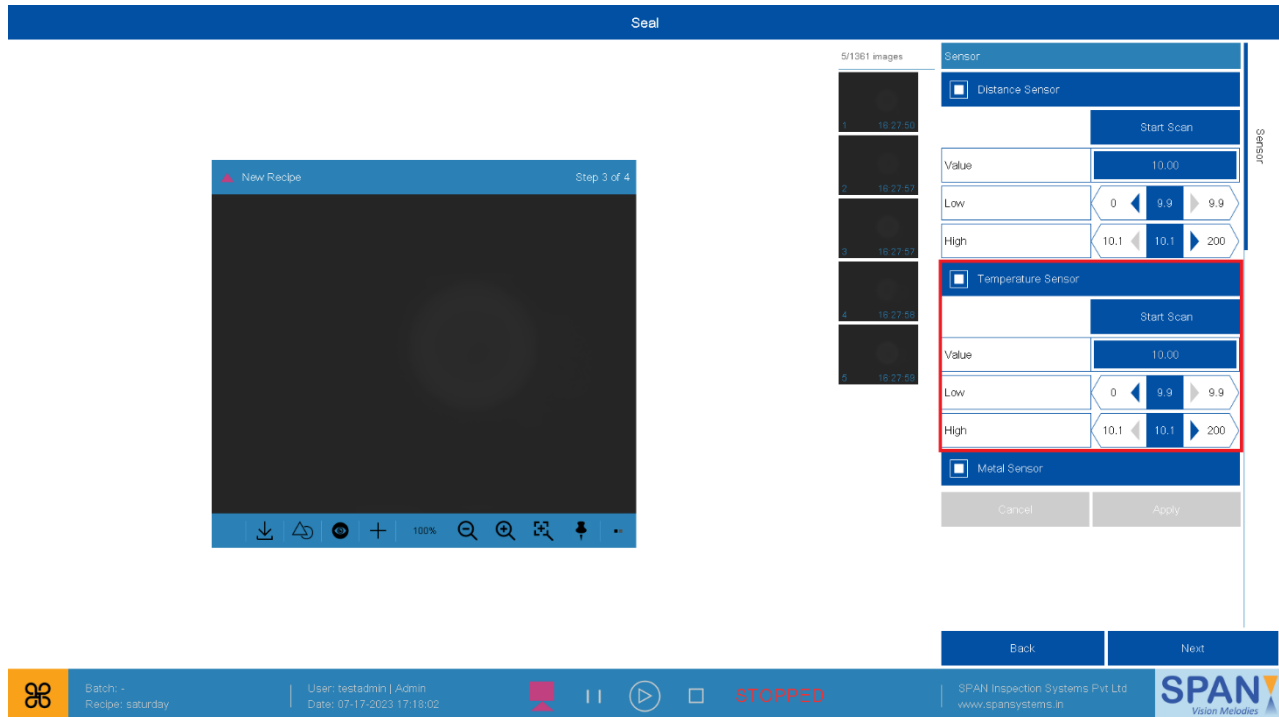 Seal
5/1361 images
1 16:27:50
2 16:27:57
3 16:27:57
4 16:27:58
5 16:27:59
New Recipe Step 3 of 4
100%
Sensor
Distance Sensor
Start Scan
Value 10.00
Low 0 9.9 9.9
High 10.1 10.1 200
Temperature Sensor
Start Scan
Value 10.00
Low 0 9.9 9.9
High 10.1 10.1 200
Metal Sensor
Cancel Apply
Sensor
Back Next
Batch: -
Recipe: saturday
User: testadmin | Admin
Date: 07-17-2023 17:18:02
STOPPED
SPAN Inspection Systems Pvt Ltd
www.spansystems.in
SPAN
Vision Melodies